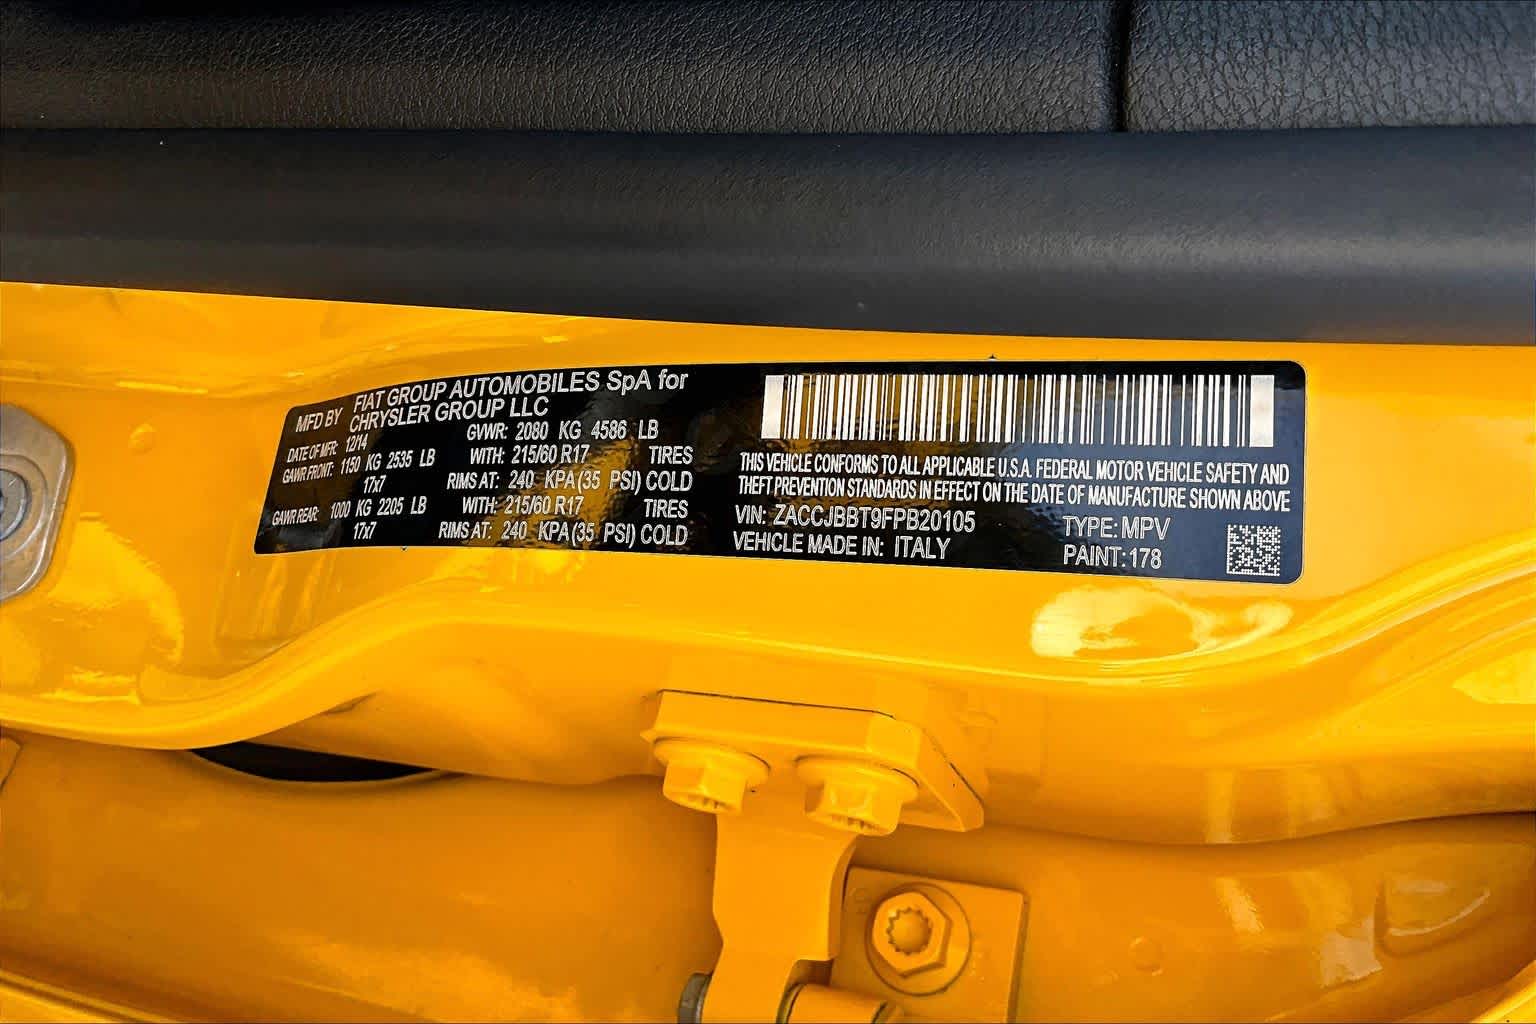 MFD BY FIAT GROUP AUTOMOBILES SpA for
CHRYSLER GROUP LLC
DATE OF MFR: 12/14 GVWR: 2080 KG 4586 LB
GAWR FRONT: 1150 KG 2535 LB WITH: 215/60 R17 TIRES
17x7 RIMS AT: 240 KPA(35 PSI) COLD
GAWR REAR: 1000 KG 2205 LB WITH: 215/60 R17 TIRES
17x7 RIMS AT: 240 KPA(35 PSI) COLD
THIS VEHICLE CONFORMS TO ALL APPLICABLE U.S.A. FEDERAL MOTOR VEHICLE SAFETY AND
THEFT PREVENTION STANDARDS IN EFFECT ON THE DATE OF MANUFACTURE SHOWN ABOVE
VIN: ZACCJBBT9FPB20105 TYPE: MPV
VEHICLE MADE IN: ITALY PAINT: 178